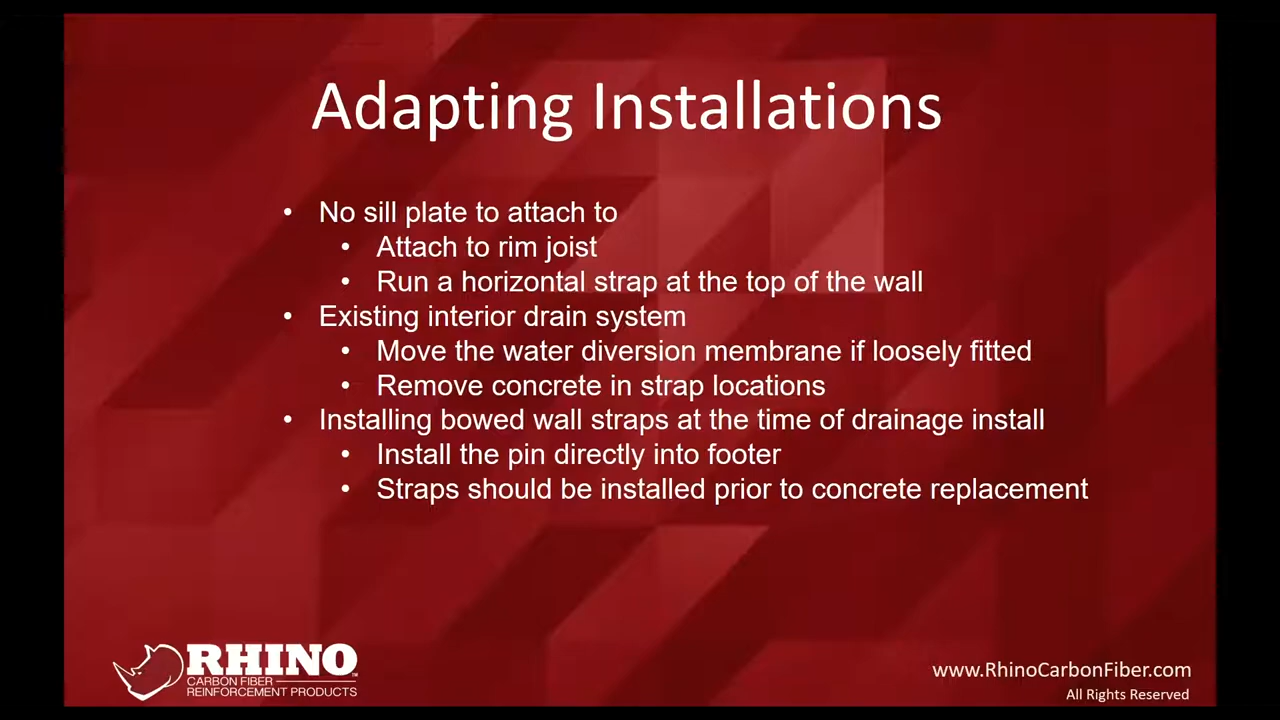 Adapting Installations
• No sill plate to attach to
• Attach to rim joist
• Run a horizontal strap at the top of the wall
• Existing interior drain system
• Move the water diversion membrane if loosely fitted
• Remove concrete in strap locations
• Installing bowed wall straps at the time of drainage install
• Install the pin directly into footer
• Straps should be installed prior to concrete replacement
RHINO™
CARBON FIBER
REINFORCEMENT PRODUCTS
www.RhinoCarbonFiber.com
All Rights Reserved